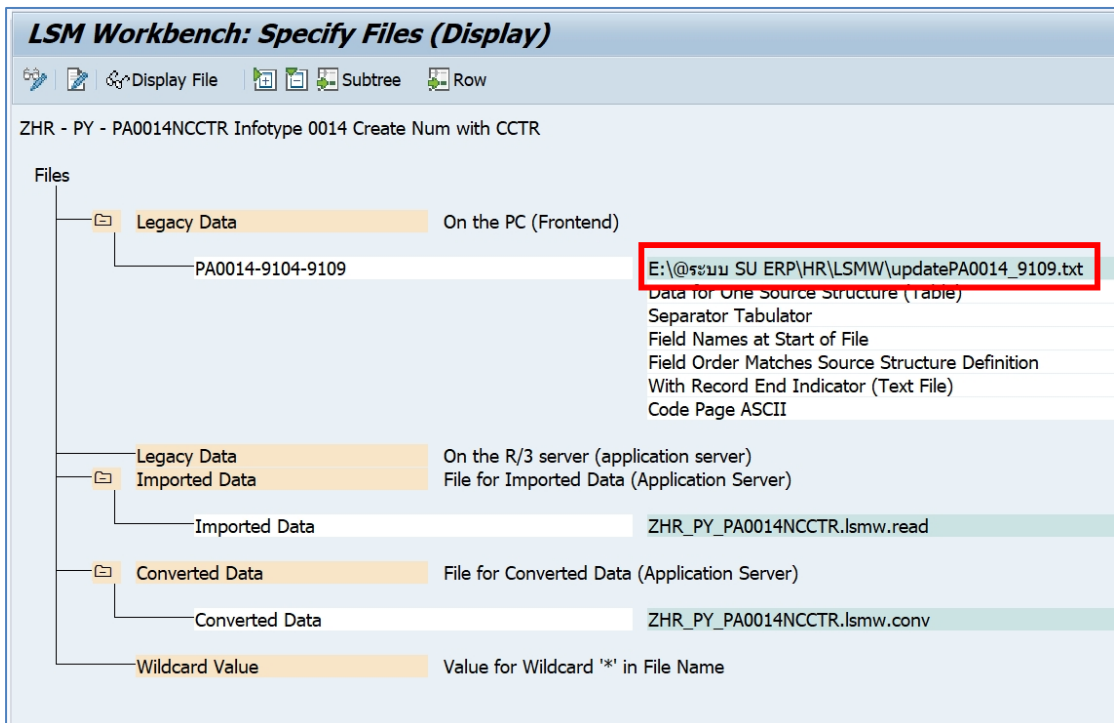 LSM Workbench: Specify Files (Display)
Display File Subtree Row
ZHR - PY - PA0014NCCTR Infotype 0014 Create Num with CCTR
Files
Legacy Data On the PC (Frontend)
PA0014-9104-9109 E:\@ระบบ SU ERP\HR\LSMW\updatePA0014_9109.txt
Data for One Source Structure (Table)
Separator Tabulator
Field Names at Start of File
Field Order Matches Source Structure Definition
With Record End Indicator (Text File)
Code Page ASCII
Legacy Data On the R/3 server (application server)
Imported Data File for Imported Data (Application Server)
Imported Data ZHR_PY_PA0014NCCTR.lsmw.read
Converted Data File for Converted Data (Application Server)
Converted Data ZHR_PY_PA0014NCCTR.lsmw.conv
Wildcard Value Value for Wildcard '*' in File Name